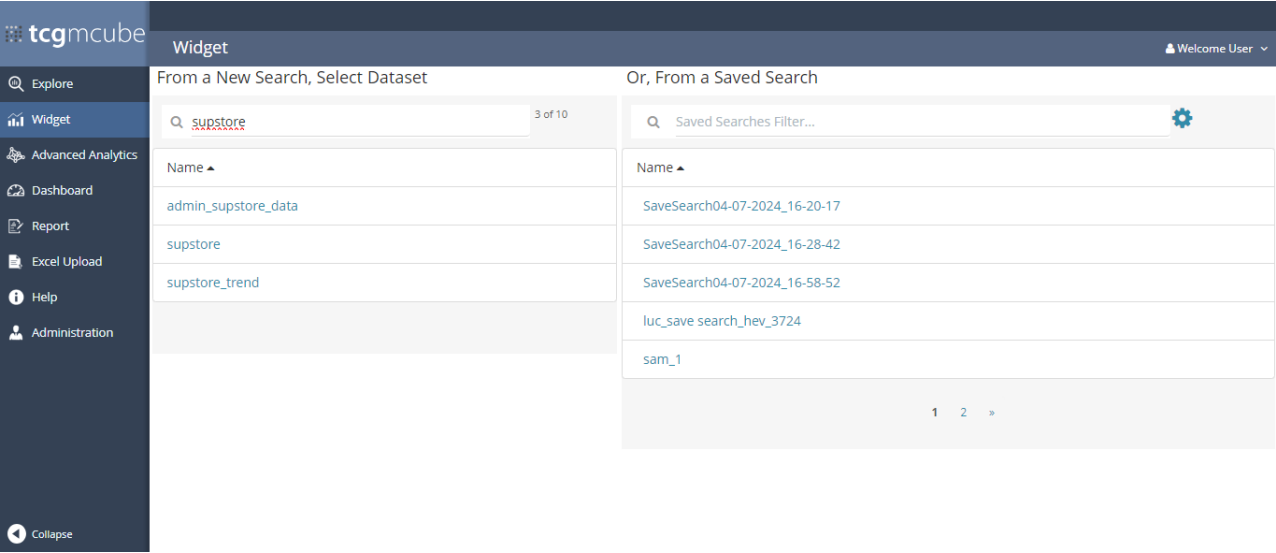 tcgmcube
Widget
Welcome User
Explore
Widget
Advanced Analytics
Dashboard
Report
Excel Upload
Help
Administration
Collapse
From a New Search, Select Dataset
supstore
3 of 10
Name
admin_supstore_data
supstore
supstore_trend
Or, From a Saved Search
Saved Searches Filter...
Name
SaveSearch04-07-2024_16-20-17
SaveSearch04-07-2024_16-28-42
SaveSearch04-07-2024_16-58-52
luc_save search_hev_3724
sam_1
1 2 »